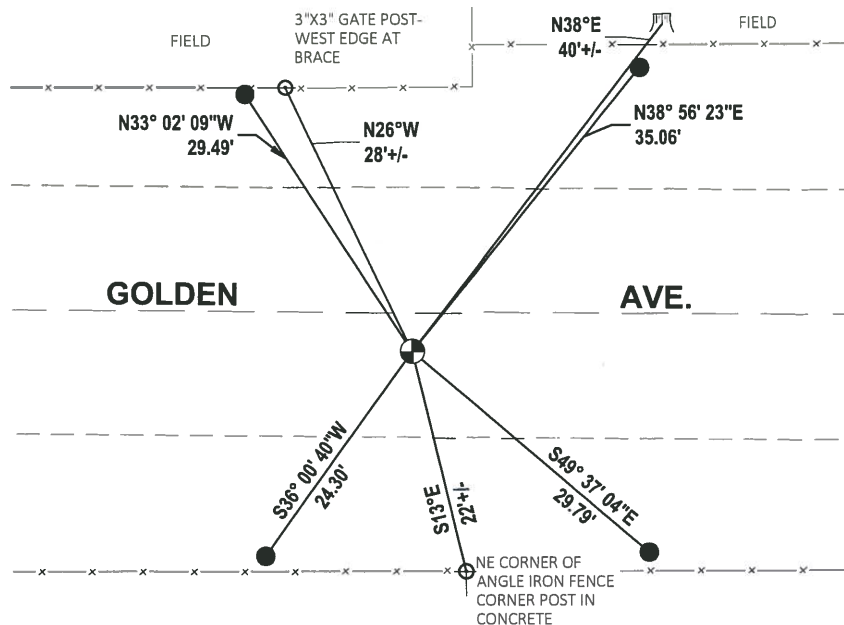 FIELD
3"X3" GATE POST-
WEST EDGE AT
BRACE
N38°E
40'+/-
FIELD
N33° 02' 09"W
29.49'
N26°W
28'+/-
N38° 56' 23"E
35.06'
GOLDEN AVE.
S36° 00' 40"W
24.30'
S13°E
22'+/-
S49° 37' 04"E
29.79'
NE CORNER OF
ANGLE IRON FENCE
CORNER POST IN
CONCRETE